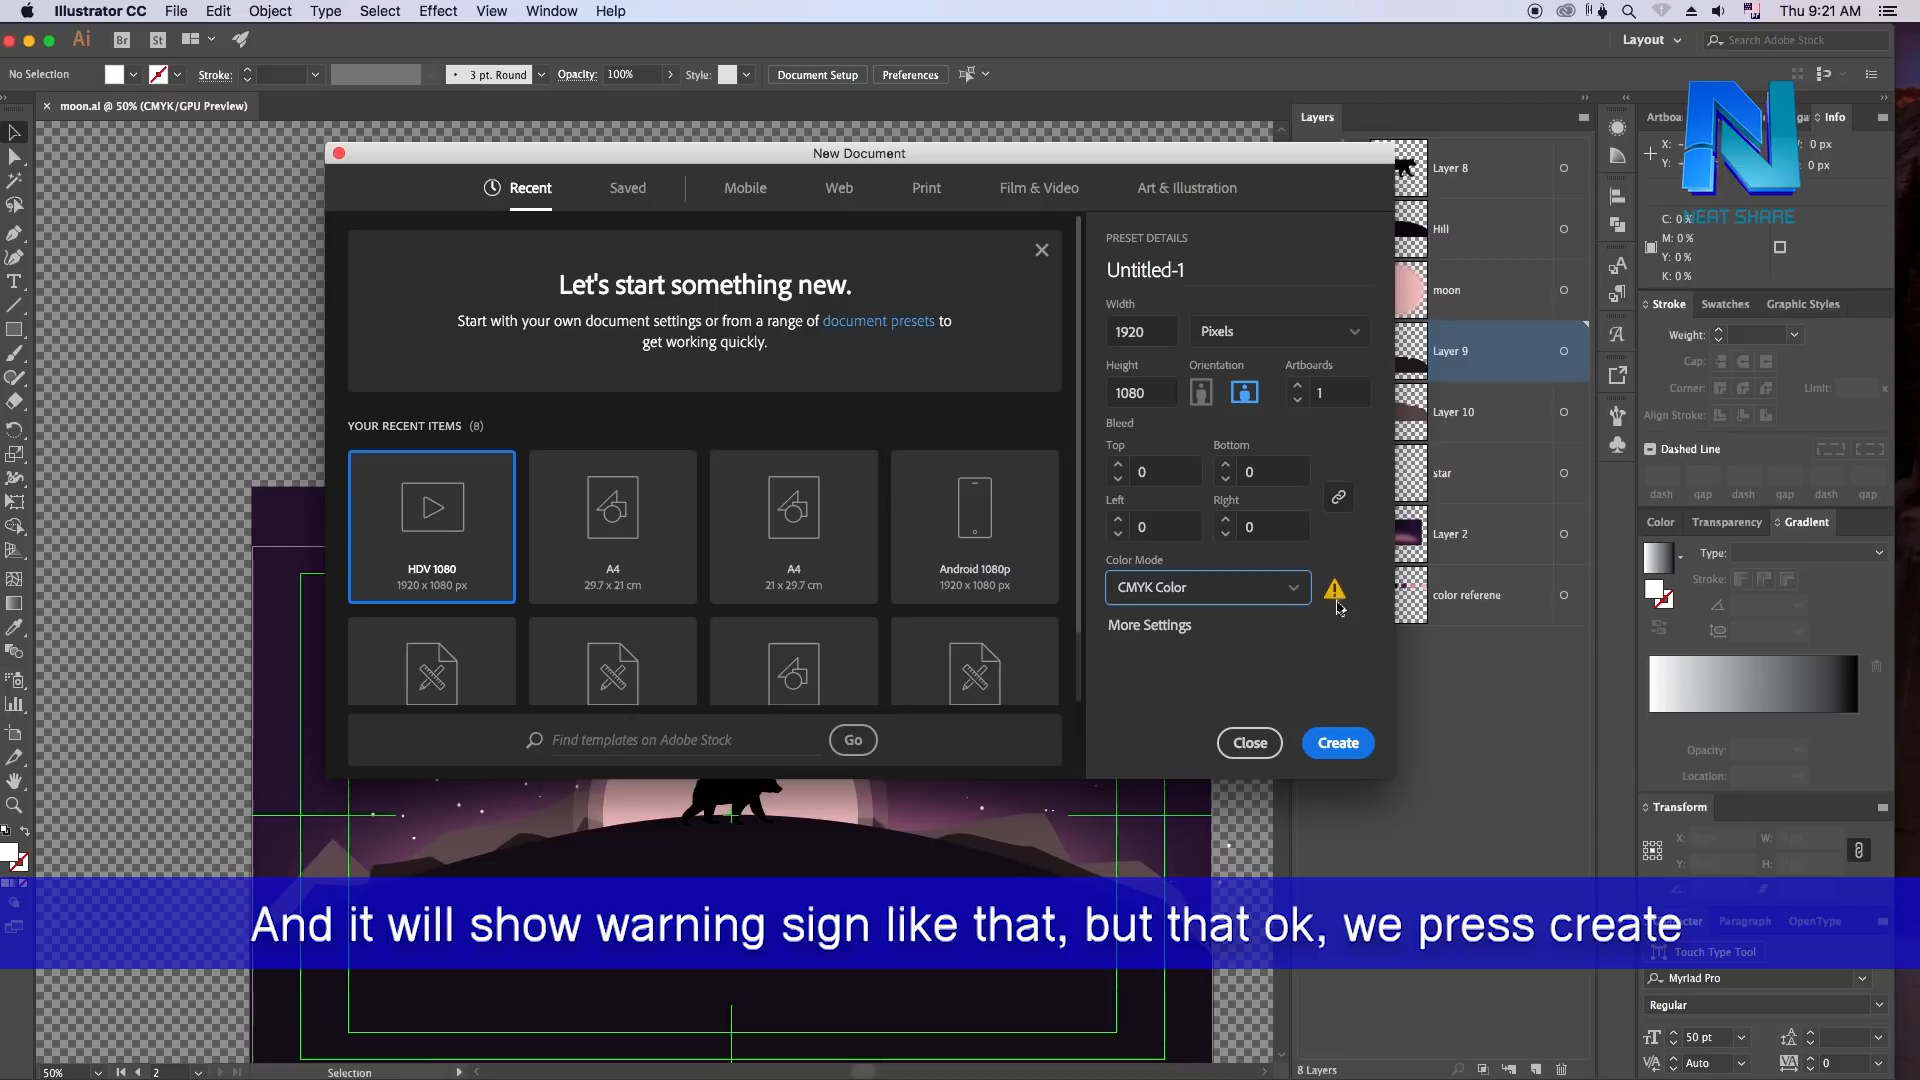 Illustrator CC File Edit Object Type Select Effect View Window Help
Thu 9:21 AM
Ai Br St
Layout
Search Adobe Stock
No Selection
Stroke:
3 pt. Round
Opacity: 100%
Style:
Document Setup
Preferences
moon.ai @ 50% (CMYK/GPU Preview)
New Document
Recent
Saved
Mobile
Web
Print
Film & Video
Art & Illustration
Let's start something new.
Start with your own document settings or from a range of document presets to
get working quickly.
YOUR RECENT ITEMS (8)
HDV 1080
1920 x 1080 px
A4
29.7 x 21 cm
A4
21 x 29.7 cm
Android 1080p
1920 x 1080 px
Find templates on Adobe Stock
Go
PRESET DETAILS
Untitled-1
Width
1920
Pixels
Height
Orientation
Artboards
1080
1
Bleed
Top
Bottom
0
0
Left
Right
0
0
Color Mode
CMYK Color
More Settings
Close
Create
Layers
Layer 8
Hill
moon
Layer 9
Layer 10
star
Layer 2
color referene
8 Layers
Info
X:
Y:
0 px
0 px
C: 0 %
M: 0 %
Y: 0 %
K: 0 %
NEAT SHARE
Stroke
Swatches
Graphic Styles
Weight:
Cap:
Corner:
Limit:
Align Stroke:
Dashed Line
dash gap dash gap dash gap
Color
Transparency
Gradient
Type:
Stroke:
Opacity:
Location:
Transform
X:
W:
Y:
H:
And it will show warning sign like that, but that ok, we press create
Paragraph
OpenType
Touch Type Tool
Myriad Pro
Regular
50 pt
Auto
0
50%
2
Selection